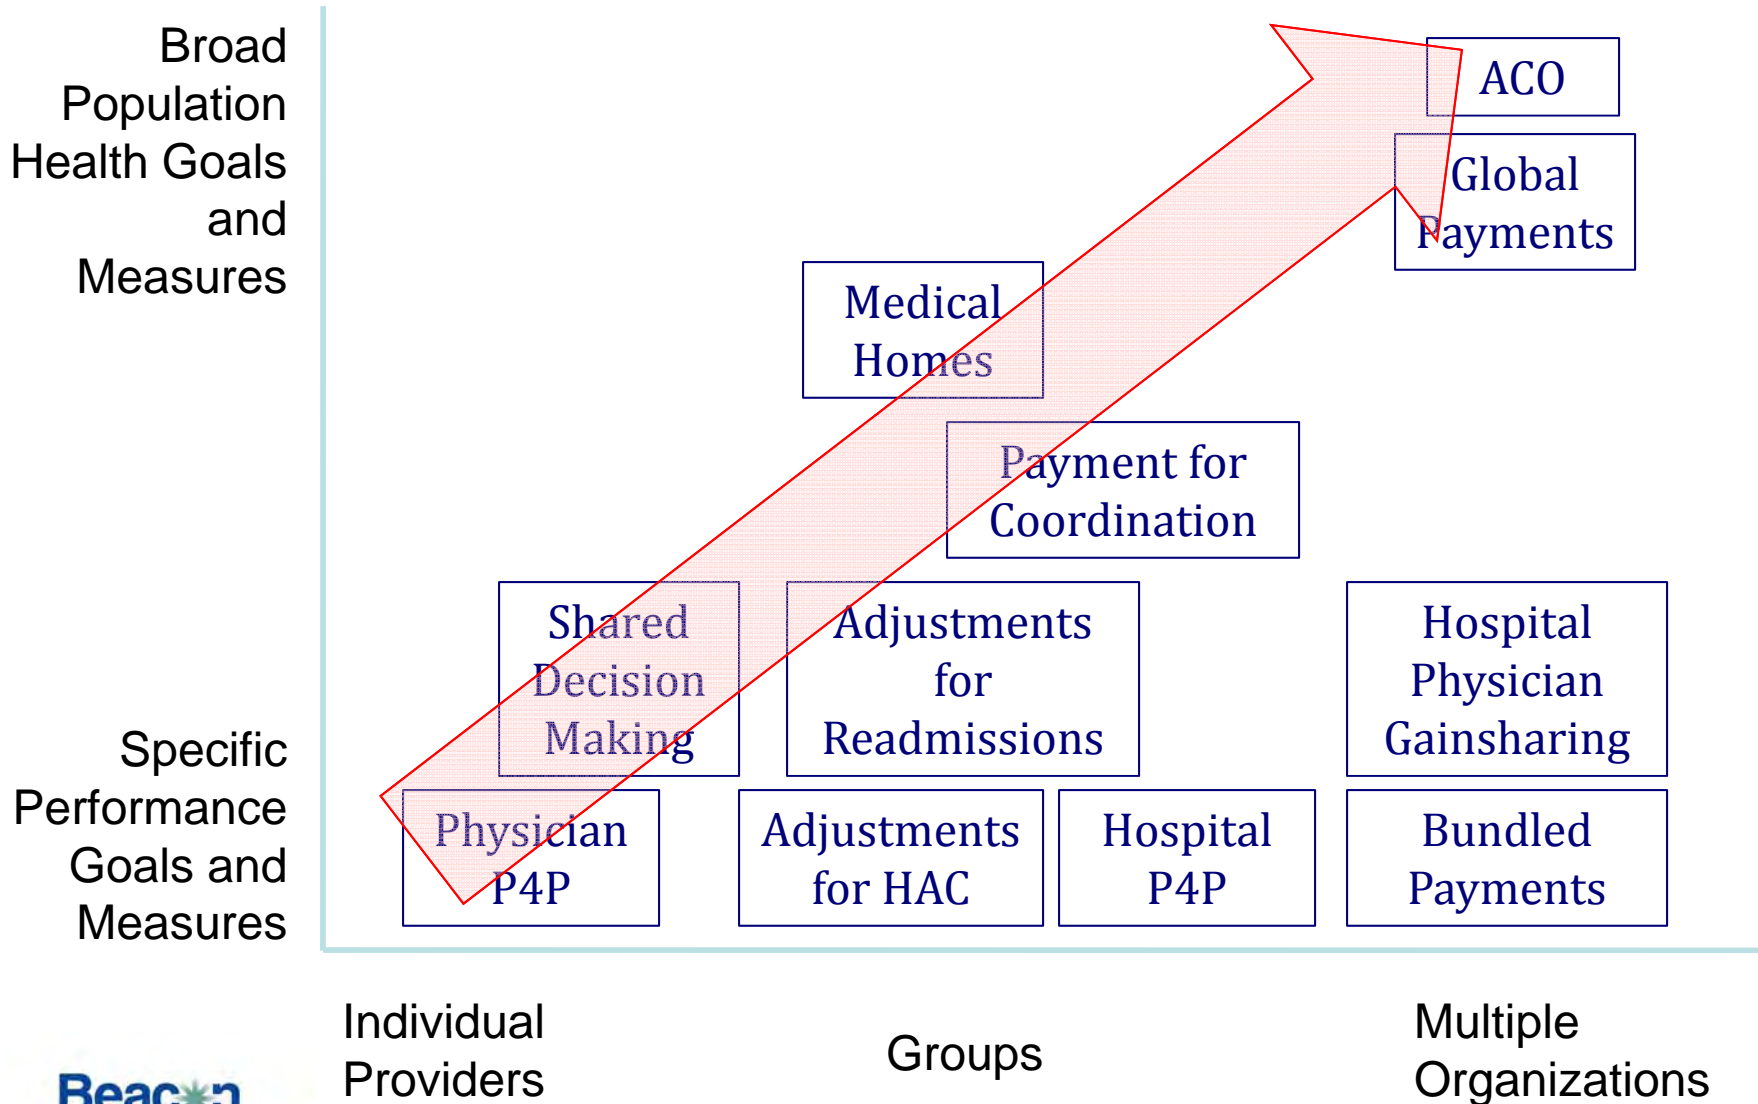 Broad
Population
Health Goals
and
Measures
ACO
Global
Payments
Medical
Homes
Payment for
Coordination
Shared
Decision
Making
Adjustments
for
Readmissions
Hospital
Physician
Gainsharing
Specific
Performance
Goals and
Measures
Physician
P4P
Adjustments
for HAC
Hospital
P4P
Bundled
Payments
Individual
Providers
Groups
Multiple
Organizations
Beacon